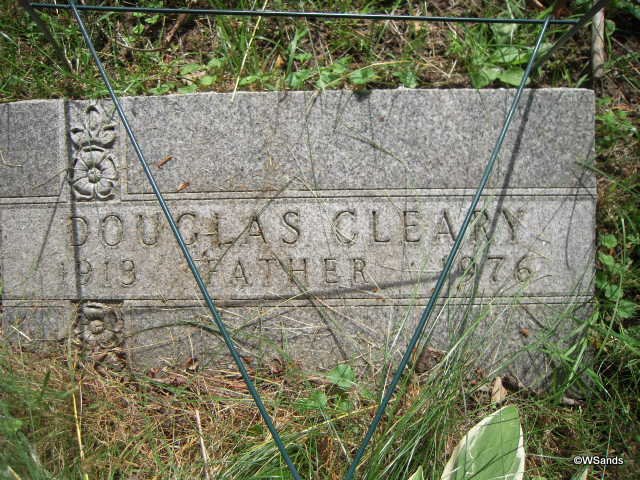 DOUGLAS C CLEARY
1913 · FATHER · 1976
©WSands